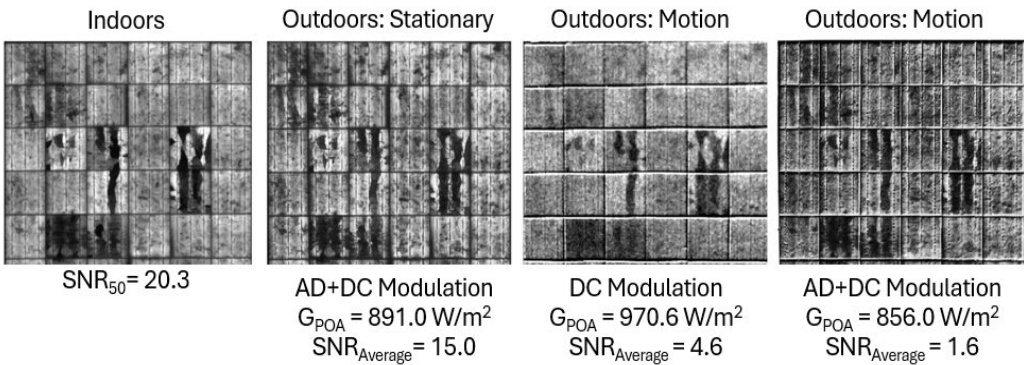 Indoors
Outdoors: Stationary
Outdoors: Motion
Outdoors: Motion
SNR50= 20.3
AD+DC Modulation
GPOA = 891.0 W/m2
SNRAverage = 15.0
DC Modulation
GPOA = 970.6 W/m2
SNRAverage = 4.6
AD+DC Modulation
GPOA = 856.0 W/m2
SNRAverage = 1.6